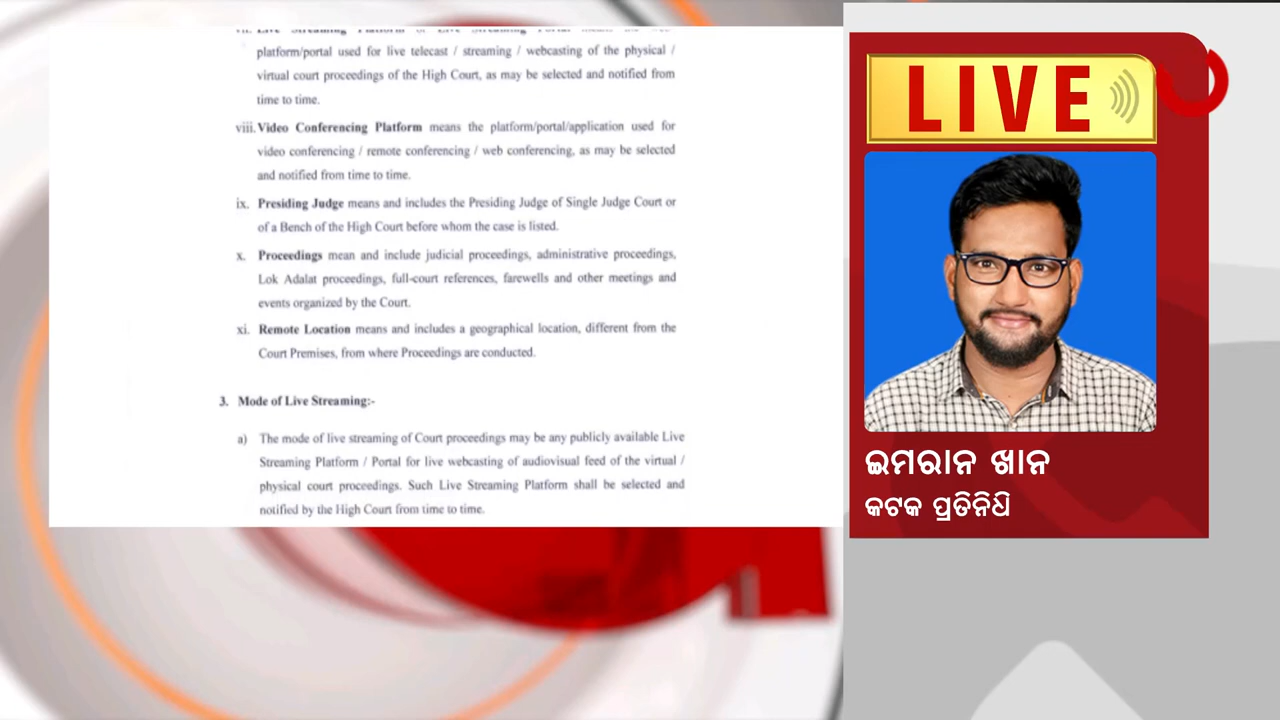 platform/portal used for live telecast / streaming / webcasting of the physical /
virtual court proceedings of the High Court, as may be selected and notified from
time to time.
viii. Video Conferencing Platform means the platform/portal/application used for
video conferencing / remote conferencing / web conferencing, as may be selected
and notified from time to time.
ix. Presiding Judge means and includes the Presiding Judge of Single Judge Court or
of a Bench of the High Court before whom the case is listed.
x. Proceedings mean and include judicial proceedings, administrative proceedings,
Lok Adalat proceedings, full-court references, farewells and other meetings and
events organized by the Court.
xi. Remote Location means and includes a geographical location, different from the
Court Premises, from where Proceedings are conducted.
3. Mode of Live Streaming:-
a) The mode of live streaming of Court proceedings may be any publicly available Live
Streaming Platform / Portal for live webcasting of audiovisual feed of the virtual /
physical court proceedings. Such Live Streaming Platform shall be selected and
notified by the High Court from time to time.
LIVE
ଇମରାନ ଖାନ
କଟକ ପ୍ରତିନିଧି